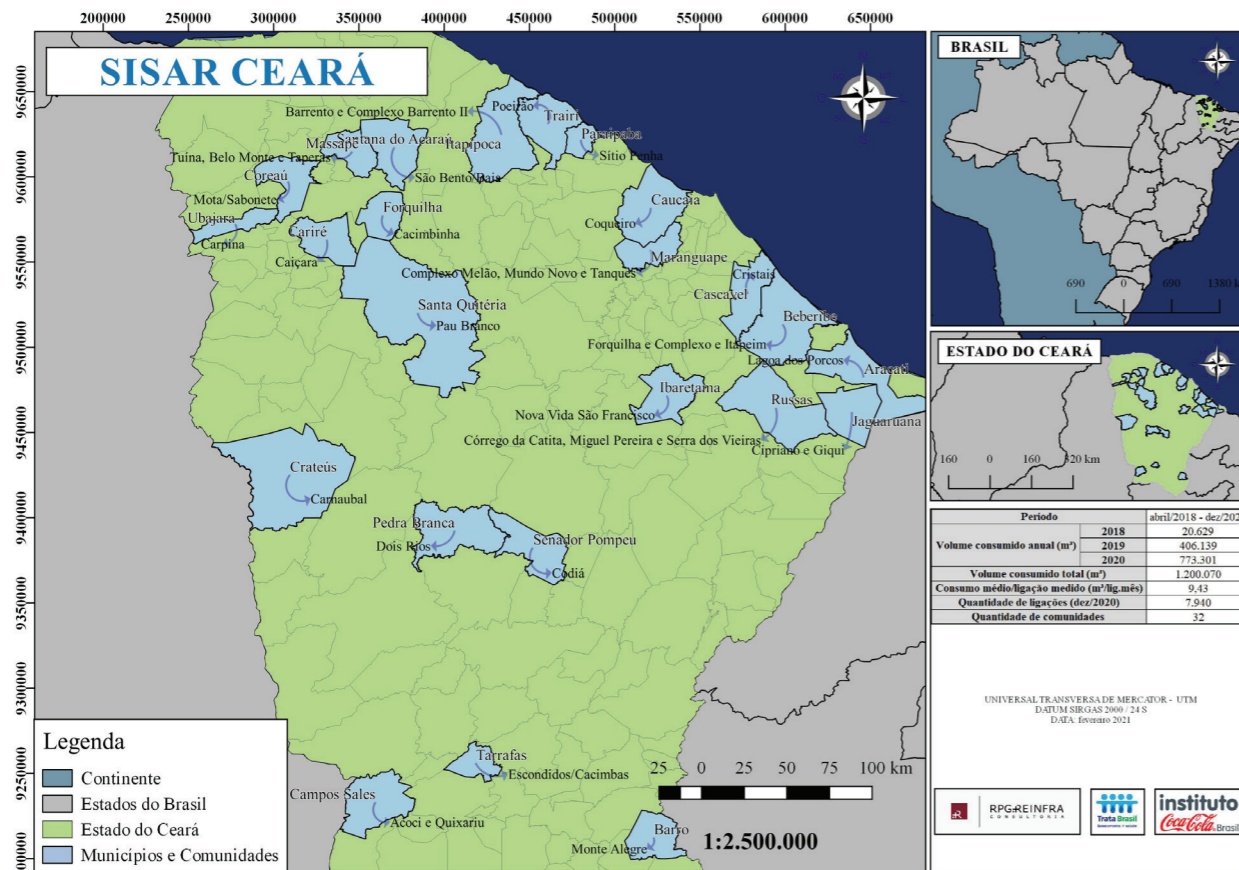 200000 250000 300000 350000 400000 450000 500000 550000 600000 650000
SISAR CEARÁ
9650000
9600000
9550000
9500000
9450000
9400000
9350000
9300000
9250000
Barrento e Complexo Barrento II
Poeirão
Trairi
Paraipaba
Sítio Penha
Itapipoca
Santana do Acaraú
Massapê
Tuína, Belo Monte e Taperas
São Bento/Baia
Coreaú
Mota/Sabonete
Ubajara
Carpina
Forquilha
Cacimbinha
Cariré
Caiçara
Caucaia
Coqueiro
Maranguape
Complexo Melão, Mundo Novo e Tanques
Cristais
Cascavel
Santa Quitéria
Pau Branco
Beberibe
Forquilha e Complexo e Itapeim
Lagoa dos Porcos
Aracati
Ibaretama
Nova Vida São Francisco
Russas
Córrego da Catita, Miguel Pereira e Serra dos Vieiras
Jaguaruana
Cipriano e Giqui
Crateús
Carnaubal
Pedra Branca
Dois Rios
Senador Pompeu
Codiá
Tarrafas
Escondidos/Cacimbas
Campos Sales
Acoci e Quixariu
Barro
Monte Alegre
25 0 25 50 75 100 km
1:2.500.000
Legenda
Continente
Estados do Brasil
Estado do Ceará
Municípios e Comunidades
BRASIL
690 0 690 1380
ESTADO DO CEARÁ
160 0 160 320 km
Período abril/2018 - dez/202
Volume consumido anual (m³)
2018 20.629
2019 406.139
2020 773.301
Volume consumido total (m³) 1.200.070
Consumo médio/ligação medido (m³/lig.mês) 9,43
Quantidade de ligações (dez/2020) 7.940
Quantidade de comunidades 32
UNIVERSAL TRANSVERSA DE MERCATOR - UTM
DATUM SIRGAS 2000 / 24 S
DATA: fevereiro 2021
RPG·REINFRA
CONSULTORIA
Trata Brasil
instituto
Coca-Cola Brasil